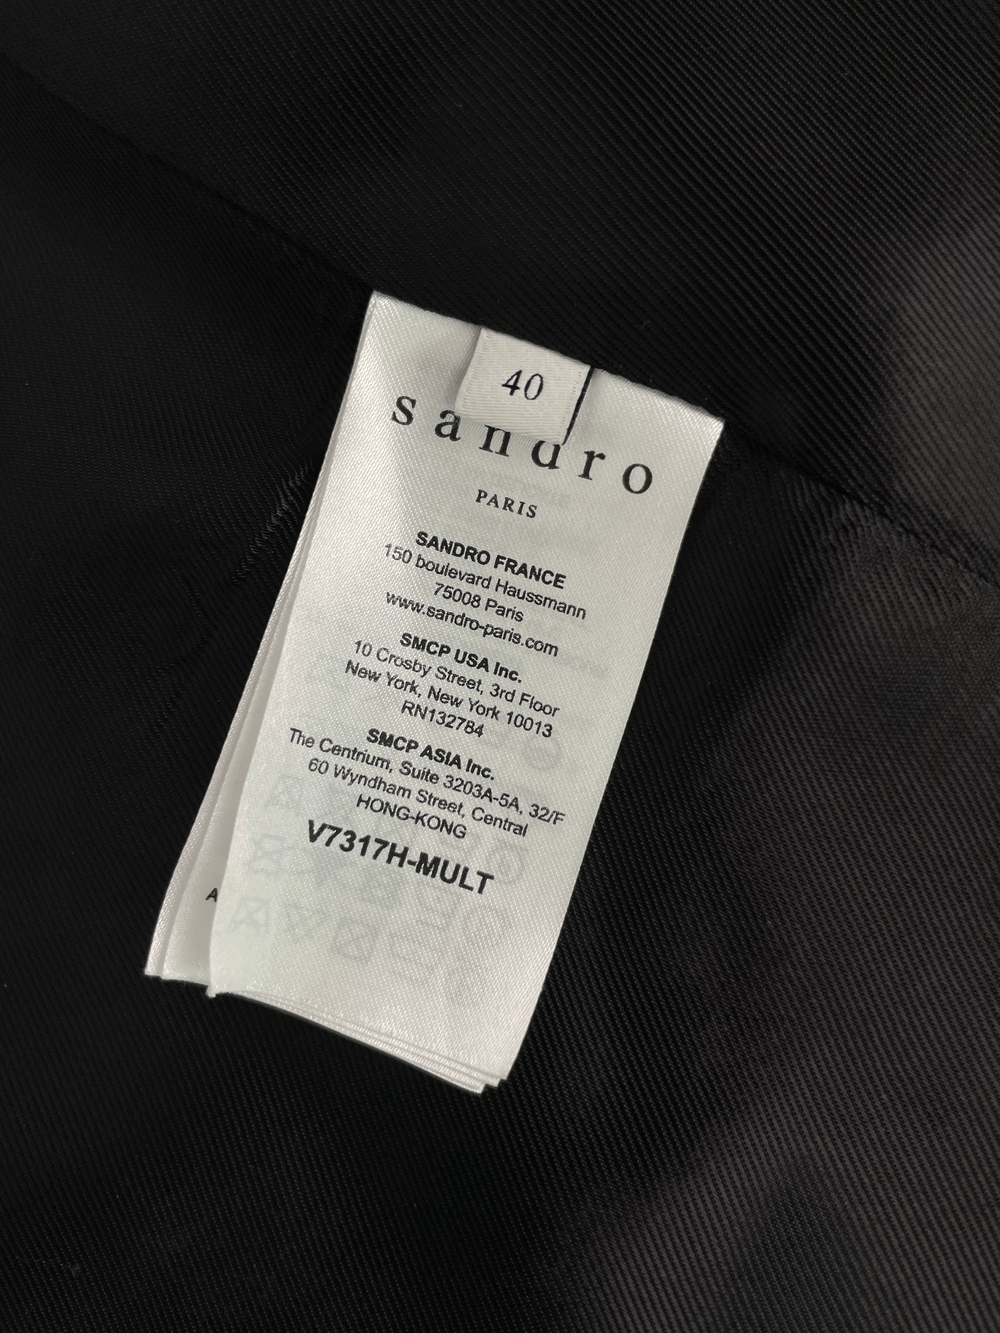 40
sandro
PARIS
SANDRO FRANCE
150 boulevard Haussmann
75008 Paris
www.sandro-paris.com
SMCP USA Inc.
10 Crosby Street, 3rd Floor
New York, New York 10013
RN132784
SMCP ASIA Inc.
The Centrium, Suite 3203A-5A, 32/F
60 Wyndham Street, Central
HONG-KONG
V7317H-MULT
A